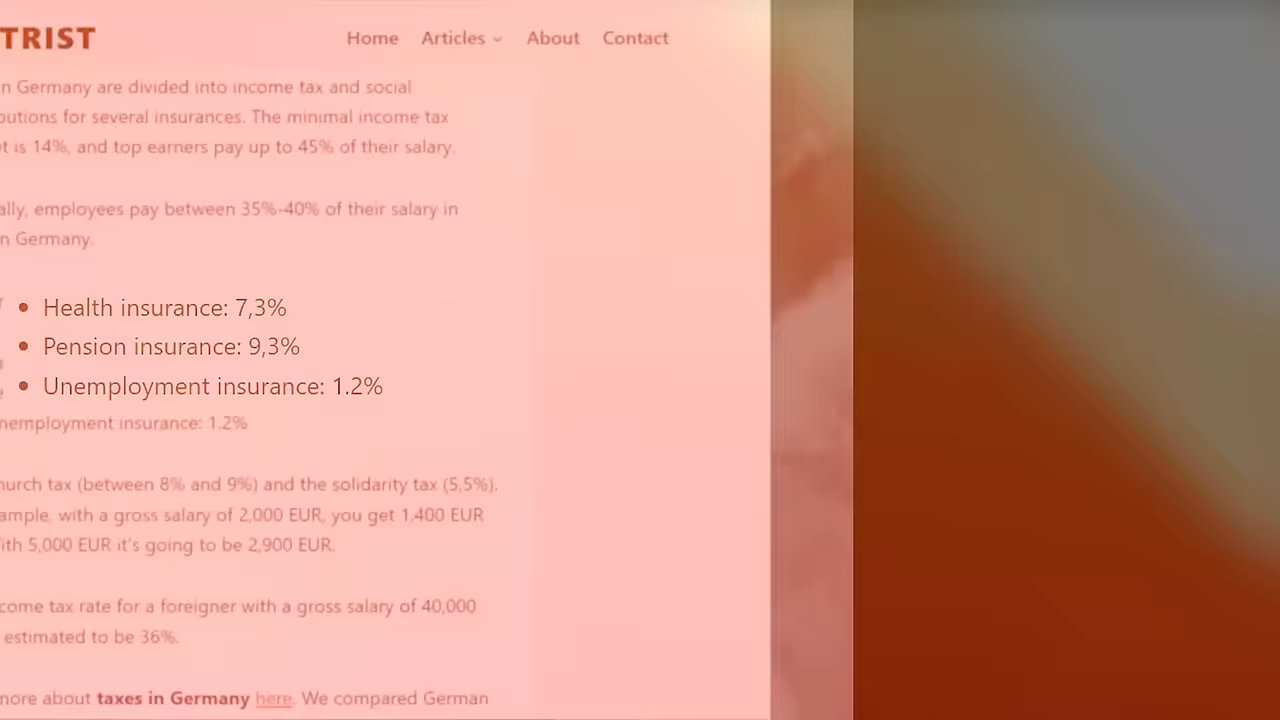 TRIST
Home Articles About Contact
n Germany are divided into income tax and social
butions for several insurances. The minimal income tax
t is 14%, and top earners pay up to 45% of their salary.
ally, employees pay between 35%-40% of their salary in
n Germany.
• Health insurance: 7,3%
• Pension insurance: 9,3%
• Unemployment insurance: 1.2%
nemployment insurance: 1.2%
hurch tax (between 8% and 9%) and the solidarity tax (5,5%).
ample, with a gross salary of 2,000 EUR, you get 1,400 EUR
ith 5,000 EUR it's going to be 2,900 EUR.
come tax rate for a foreigner with a gross salary of 40,000
estimated to be 36%.
more about taxes in Germany here. We compared German